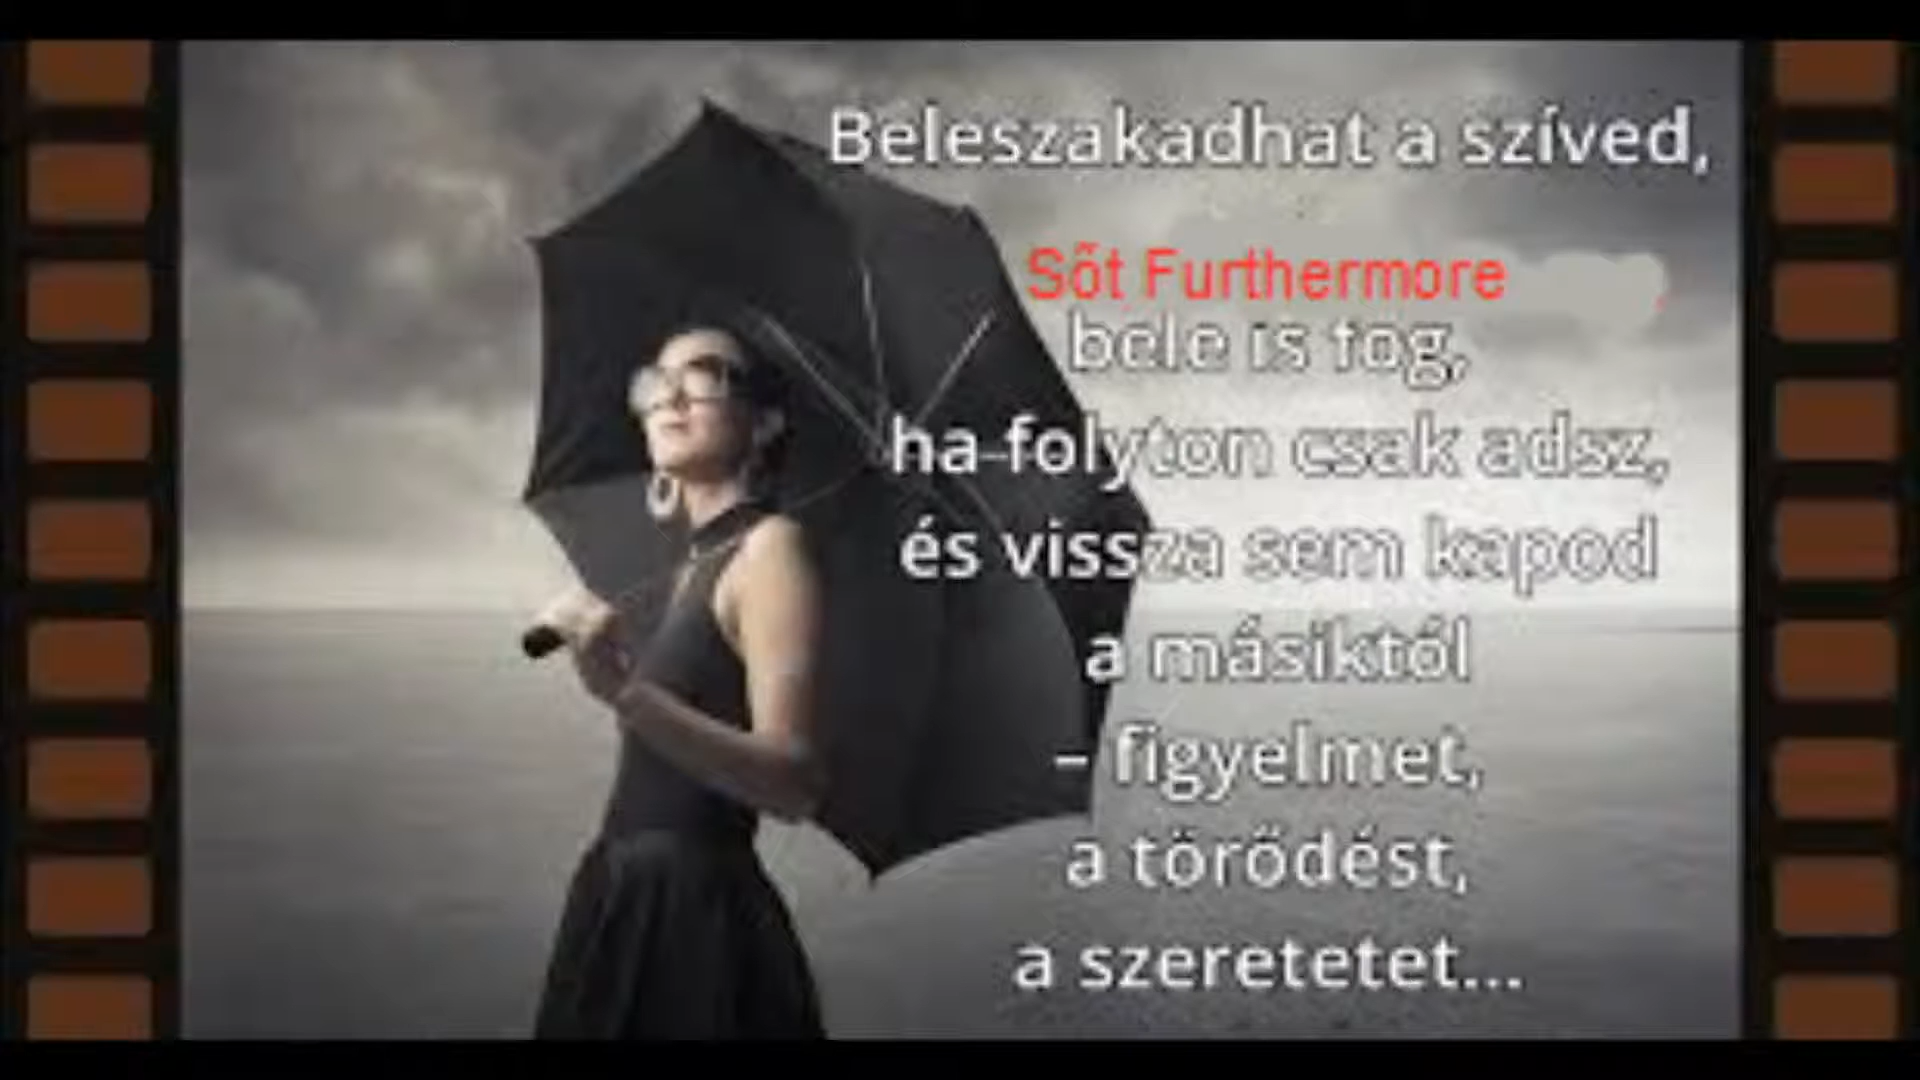 Beleszakadhat a szíved,
Sőt Furthermore
bele is fog,
ha folyton csak adsz,
és vissza sem kapod
a másiktól
– figyelmet,
a törődést,
a szeretetet...